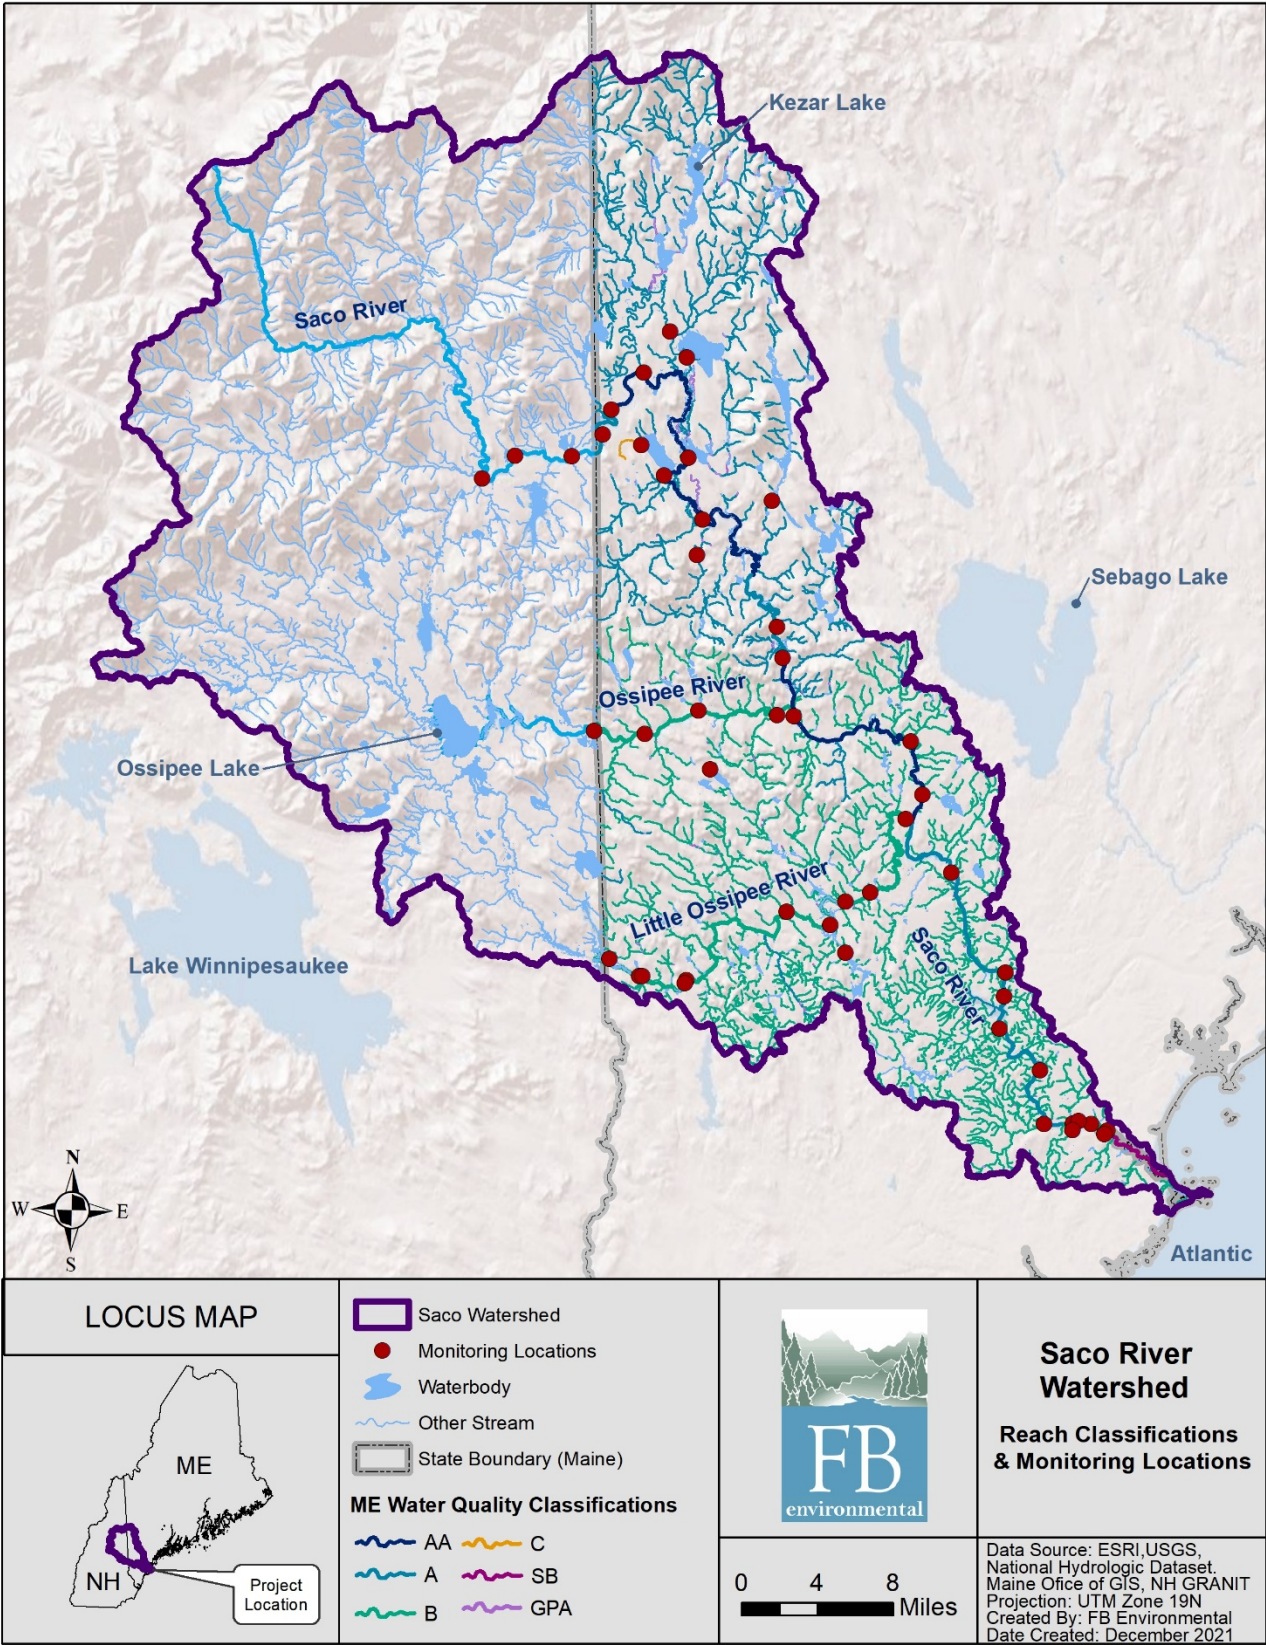 Kezar Lake
Saco River
Sebago Lake
Ossipee River
Ossipee Lake
Little Ossipee River
Lake Winnipesaukee
Saco River
N
W
E
S
Atlantic
LOCUS MAP
ME
NH
Project
Location
Saco Watershed
Monitoring Locations
Waterbody
Other Stream
State Boundary (Maine)
ME Water Quality Classifications
AA
C
A
SB
B
GPA
FB
environmental
0 4 8
Miles
Saco River
Watershed
Reach Classifications
& Monitoring Locations
Data Source: ESRI,USGS,
National Hydrologic Dataset.
Maine Ofice of GIS, NH GRANIT
Projection: UTM Zone 19N
Created By: FB Environmental
Date Created: December 2021